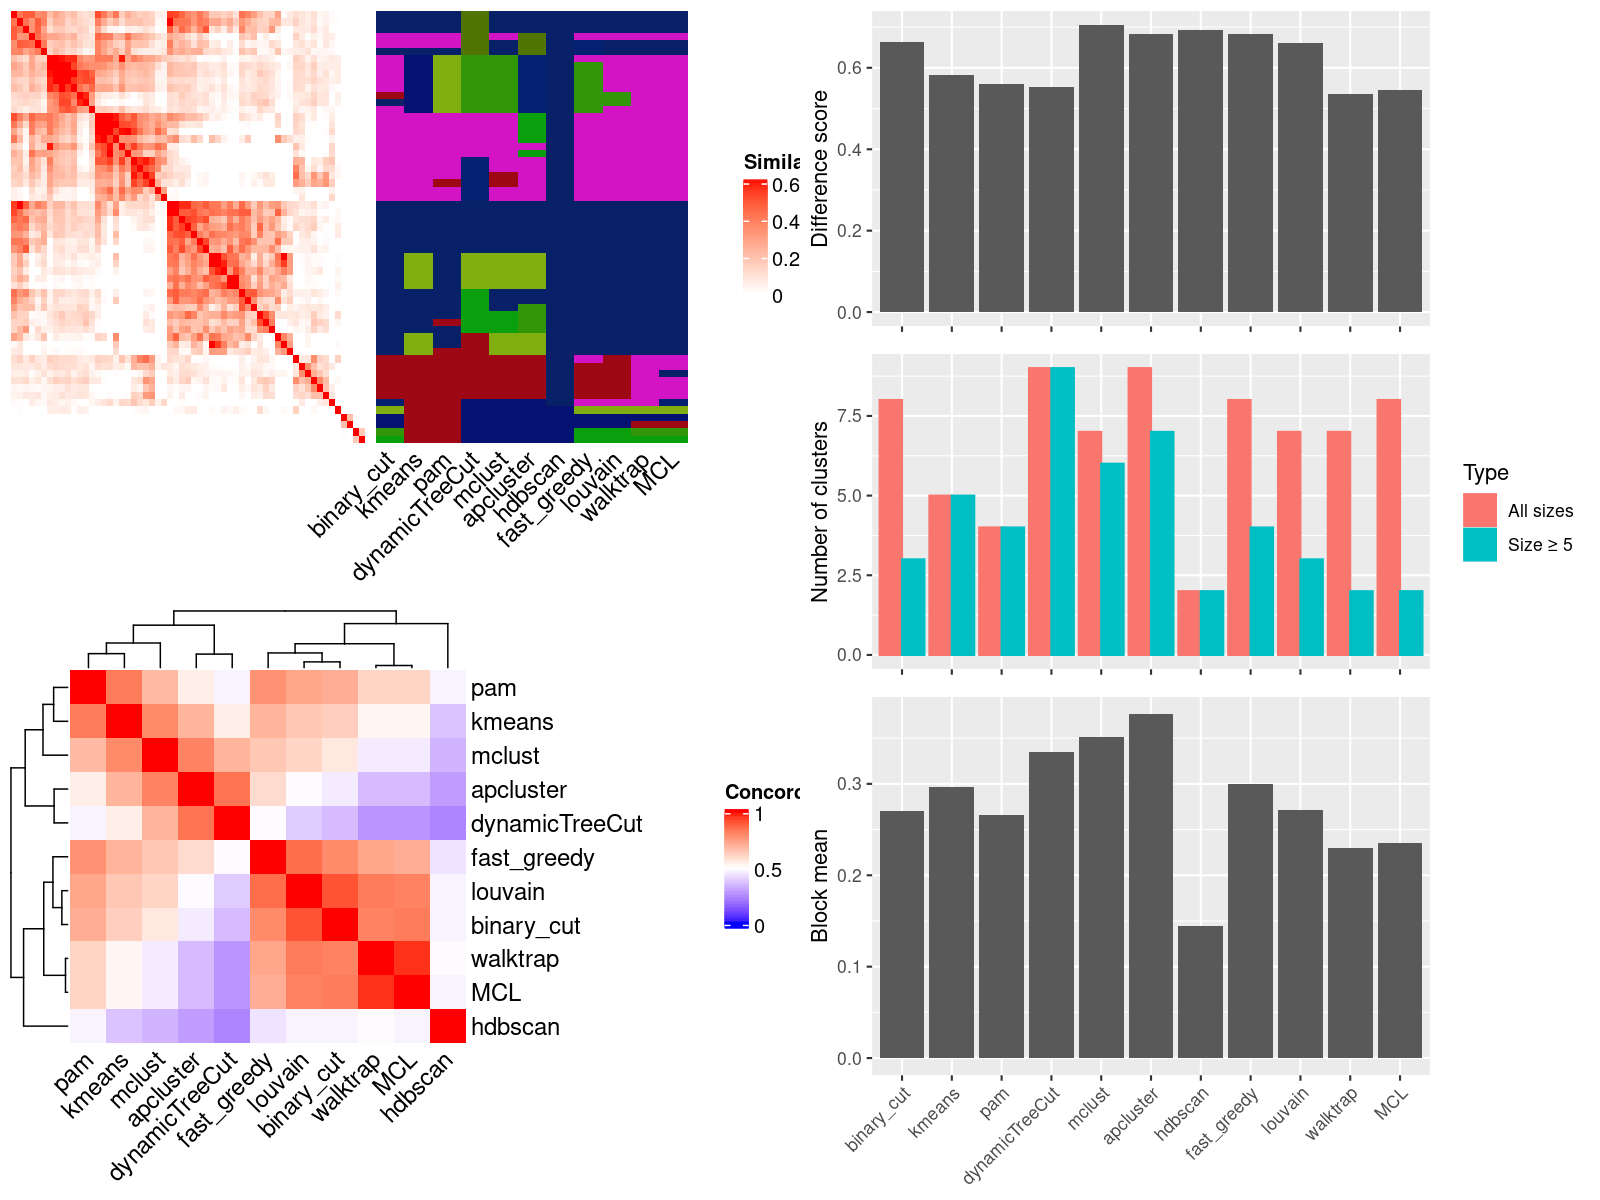 Simila
0.6
0.4
0.2
0
binary_cut
kmeans
pam
dynamicTreeCut
mclust
apcluster
hdbscan
fast_greedy
louvain
walktrap
MCL
Difference score
0.6
0.4
0.2
0.0
Number of clusters
7.5
5.0
2.5
0.0
Type
All sizes
Size ≥ 5
Block mean
0.3
0.2
0.1
0.0
binary_cut
kmeans
pam
dynamicTreeCut
mclust
apcluster
hdbscan
fast_greedy
louvain
walktrap
MCL
pam
kmeans
mclust
apcluster
dynamicTreeCut
fast_greedy
louvain
binary_cut
walktrap
MCL
hdbscan
Concord
1
0.5
0
pam
kmeans
mclust
apcluster
dynamicTreeCut
fast_greedy
louvain
binary_cut
walktrap
MCL
hdbscan